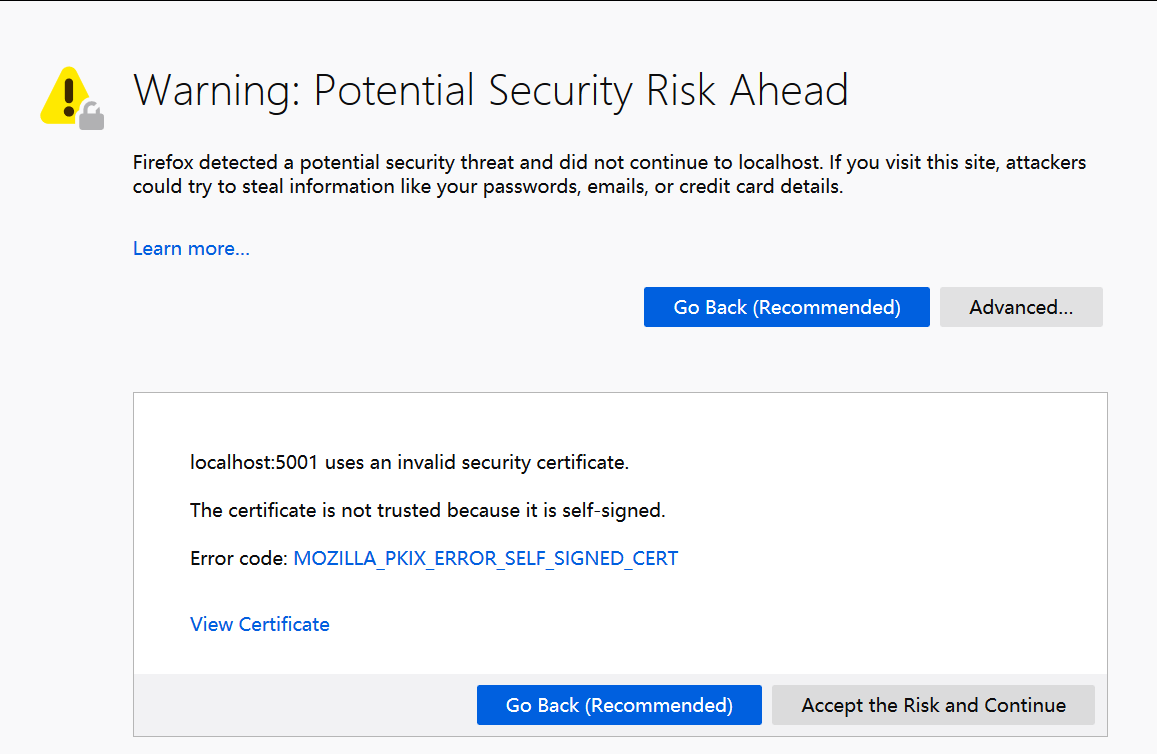 Warning: Potential Security Risk Ahead
Firefox detected a potential security threat and did not continue to localhost. If you visit this site, attackers
could try to steal information like your passwords, emails, or credit card details.
Learn more...
Go Back (Recommended)
Advanced...
localhost:5001 uses an invalid security certificate.
The certificate is not trusted because it is self-signed.
Error code: MOZILLA_PKIX_ERROR_SELF_SIGNED_CERT
View Certificate
Go Back (Recommended)
Accept the Risk and Continue